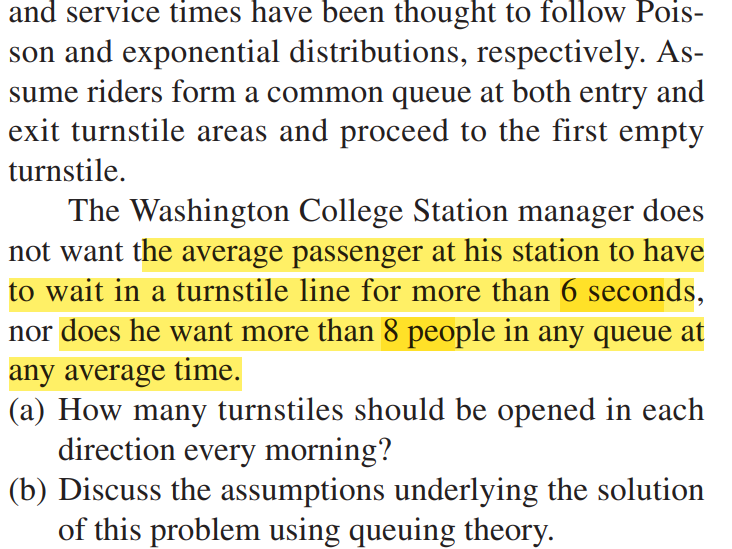 and service times have been thought to follow Pois-
son and exponential distributions, respectively. As-
sume riders form a common queue at both entry and
exit turnstile areas and proceed to the first empty
turnstile.
The Washington College Station manager does
not want the average passenger at his station to have
to wait in a turnstile line for more than 6 seconds,
nor does he want more than 8 people in any queue at
any average time.
(a) How many turnstiles should be opened in each
direction every morning?
(b) Discuss the assumptions underlying the solution
of this problem using queuing theory.